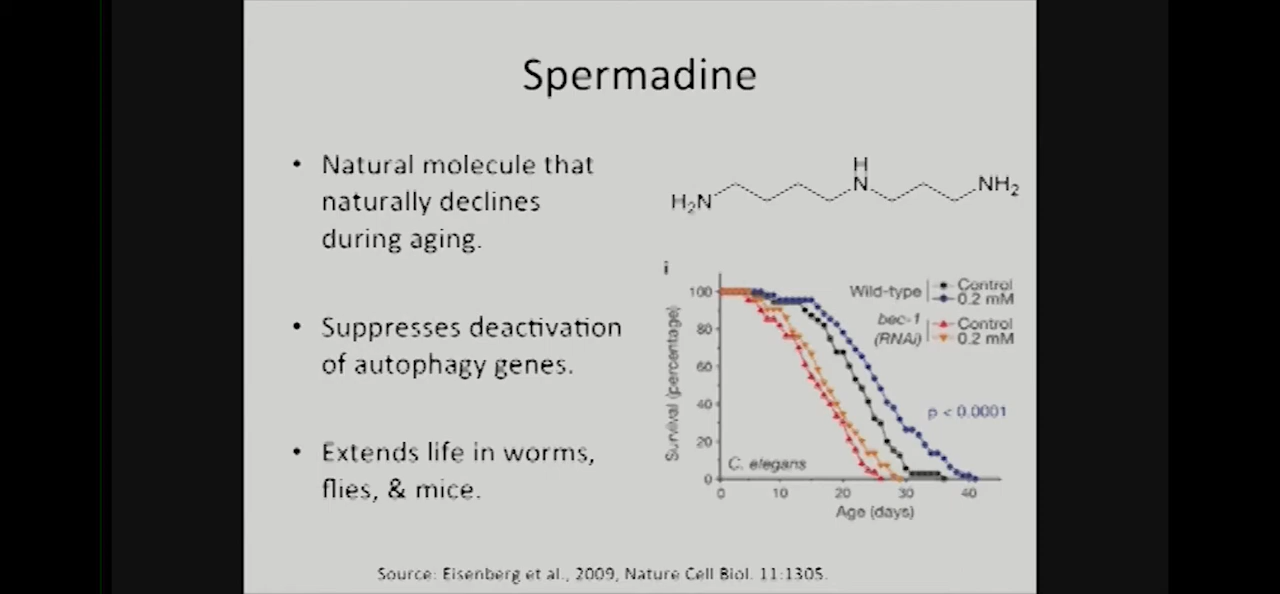 Spermadine
• Natural molecule that
naturally declines
during aging.
• Suppresses deactivation
of autophagy genes.
• Extends life in worms,
flies, & mice.
H
N
H₂N
NH₂
i
Survival (percentage)
100
80
60
40
20
0
Wild-type
Control
0.2 mM
bec-1
(RNAi)
Control
0.2 mM
p < 0.0001
C. elegans
0 10 20 30 40
Age (days)
Source: Eisenberg et al., 2009, Nature Cell Biol. 11:1305.